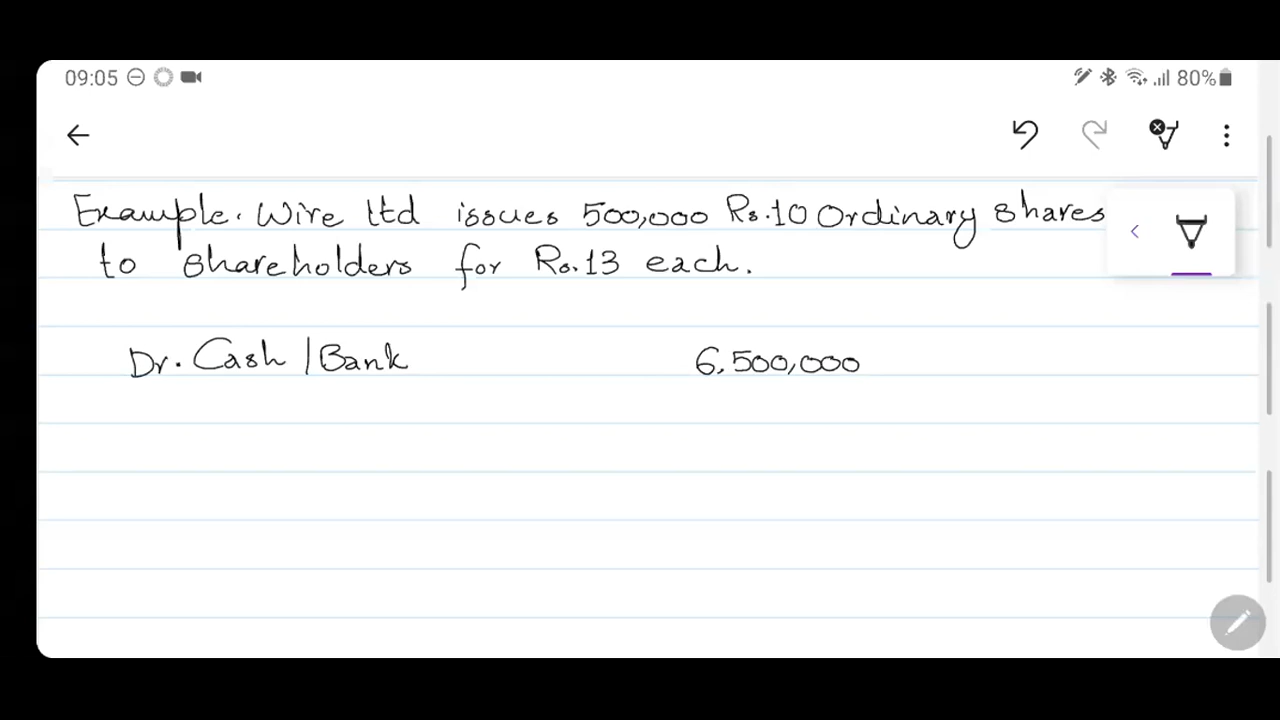 09:05 80%
Example. Wire ltd issues 500,000 Rs.10 Ordinary shares
to shareholders for Rs.13 each.
Dr. Cash / Bank 6,500,000